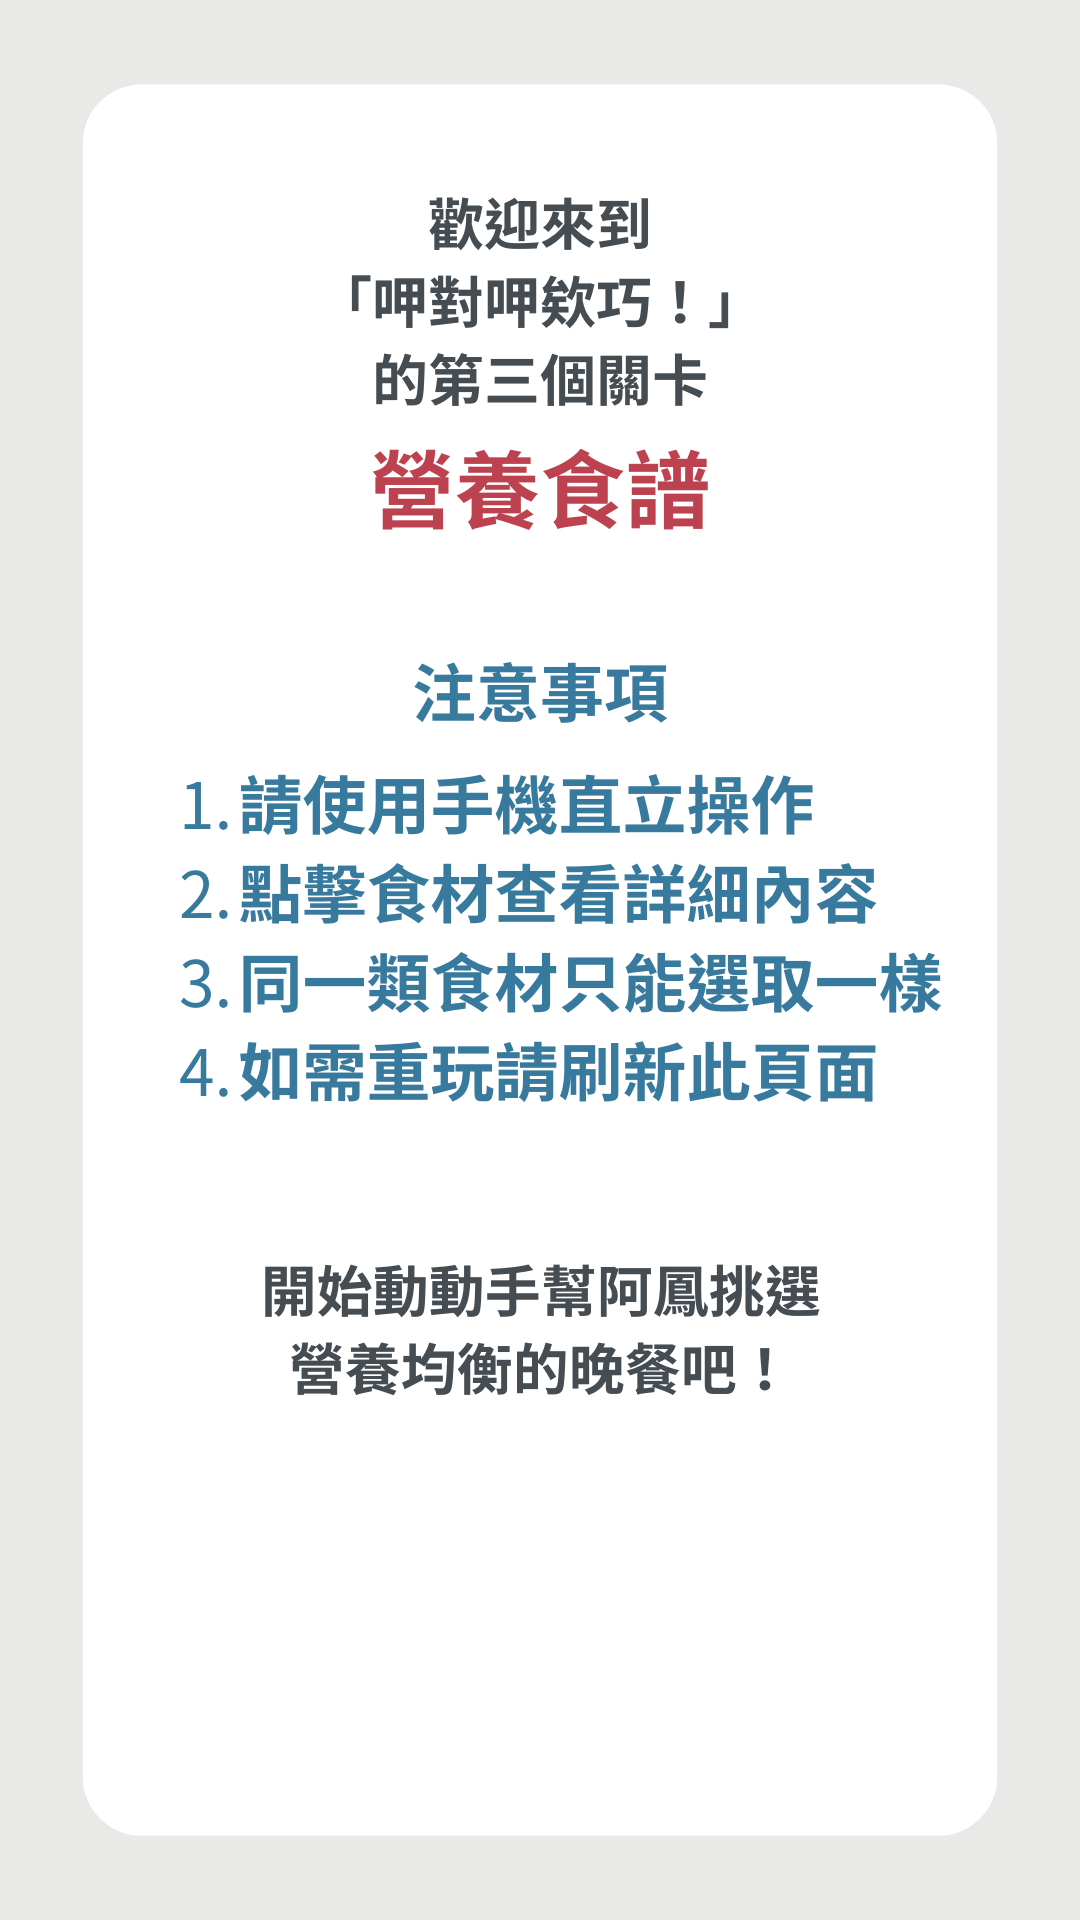 歡迎來到
「呷對呷欸巧！」
的第三個關卡
營養食譜
注意事項
1.請使用手機直立操作
2.點擊食材查看詳細內容
3.同一類食材只能選取一樣
4.如需重玩請刷新此頁面
開始動動手幫阿鳳挑選
營養均衡的晚餐吧！